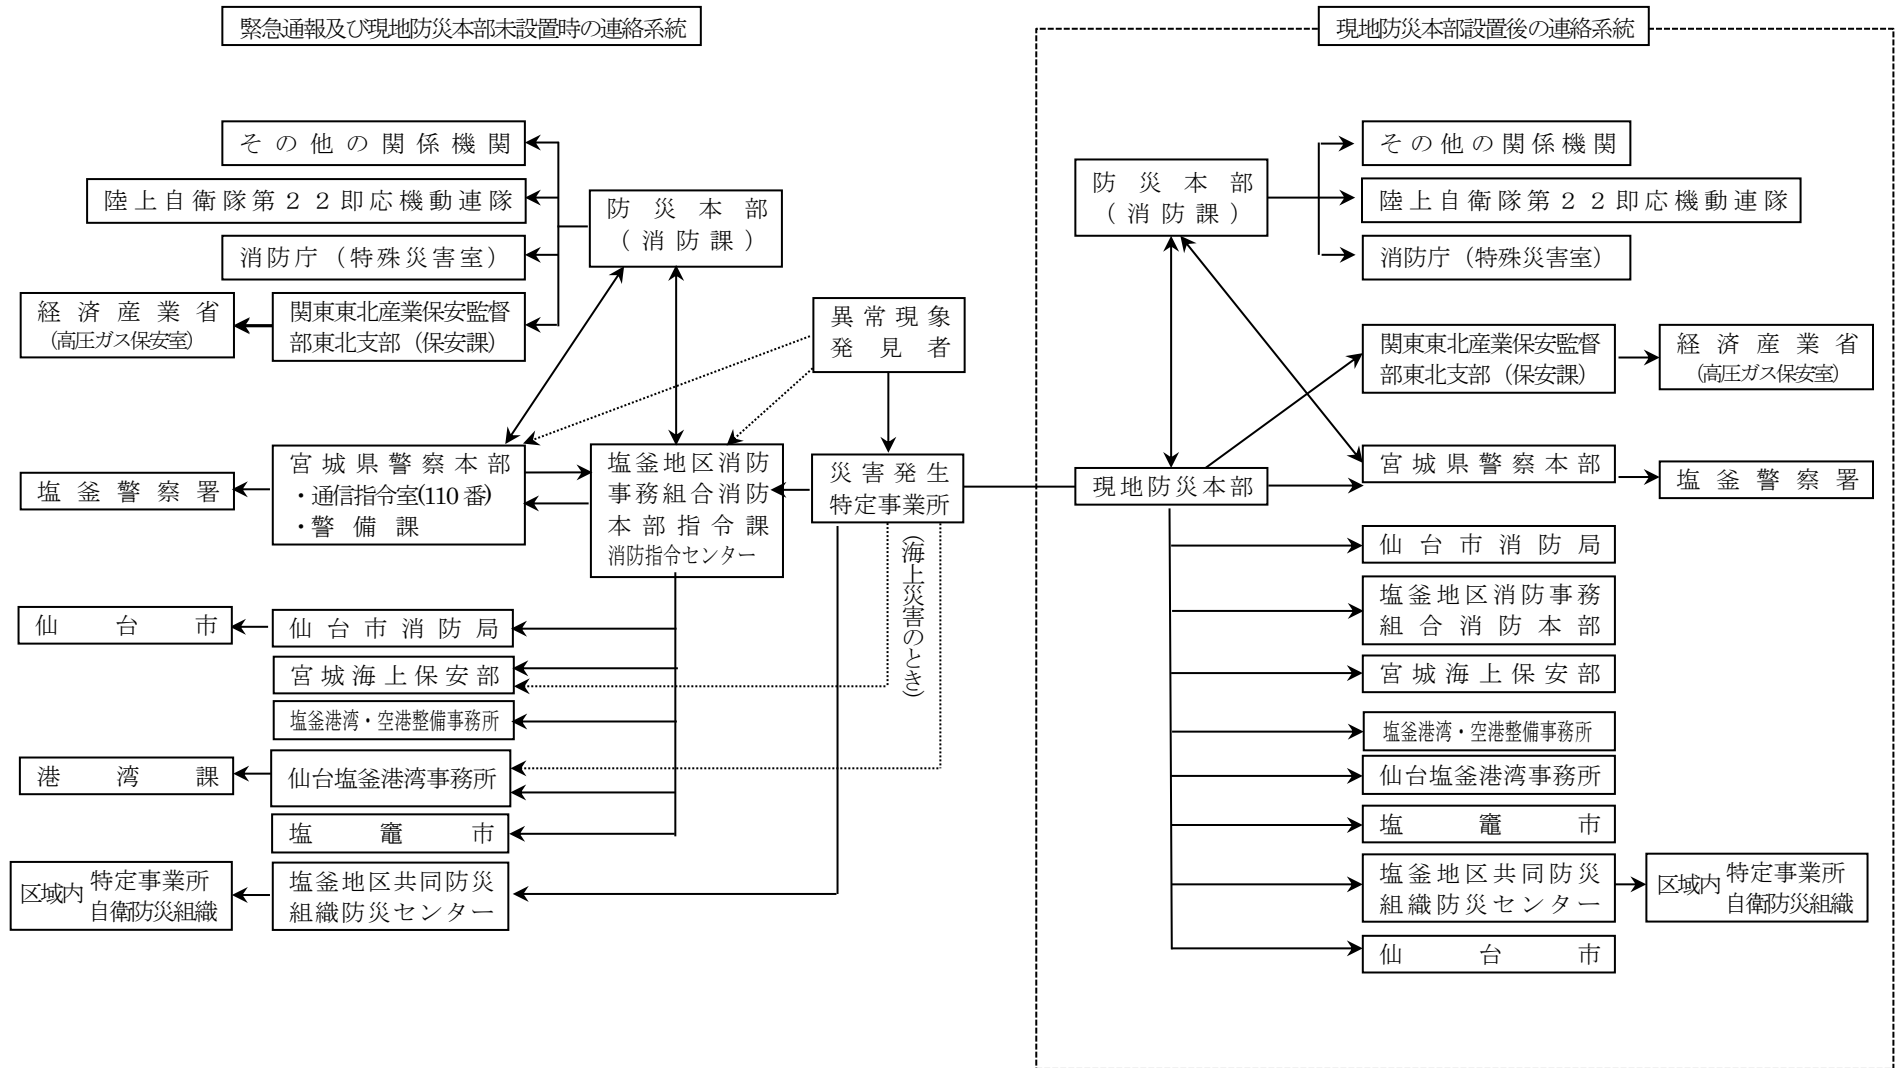 緊急通報及び現地防災本部未設置時の連絡系統
その他の関係機関
陸上自衛隊第２２即応機動連隊
消防庁（特殊災害室）
経済産業省
(高圧ガス保安室)
関東東北産業保安監督
部東北支部（保安課）
防災本部
（消防課）
異常現象
発見者
塩釜警察署
宮城県警察本部
・通信指令室(110番)
・警備課
塩釜地区消防
事務組合消防
本部指令課
消防指令センター
災害発生
特定事業所
(海上災害のとき)
仙台市
仙台市消防局
宮城海上保安部
塩釜港湾・空港整備事務所
港湾課
仙台塩釜港湾事務所
塩竈市
区域内
特定事業所
自衛防災組織
塩釜地区共同防災
組織防災センター
現地防災本部設置後の連絡系統
防災本部
（消防課）
その他の関係機関
陸上自衛隊第２２即応機動連隊
消防庁（特殊災害室）
関東東北産業保安監督
部東北支部（保安課）
経済産業省
(高圧ガス保安室)
現地防災本部
宮城県警察本部
塩釜警察署
仙台市消防局
塩釜地区消防事務
組合消防本部
宮城海上保安部
塩釜港湾・空港整備事務所
仙台塩釜港湾事務所
塩竈市
塩釜地区共同防災
組織防災センター
区域内
特定事業所
自衛防災組織
仙台市